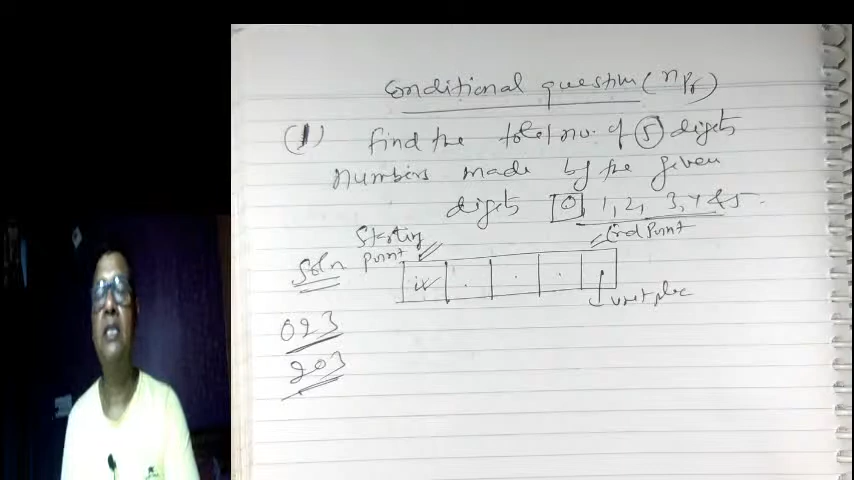 Conditional question (nPr)
(1) find the total no. of 5 digits
numbers made by the given
digits 0, 1, 2, 3, 4 & 5.
Starting End Point
Soln Point
unit place
023
203